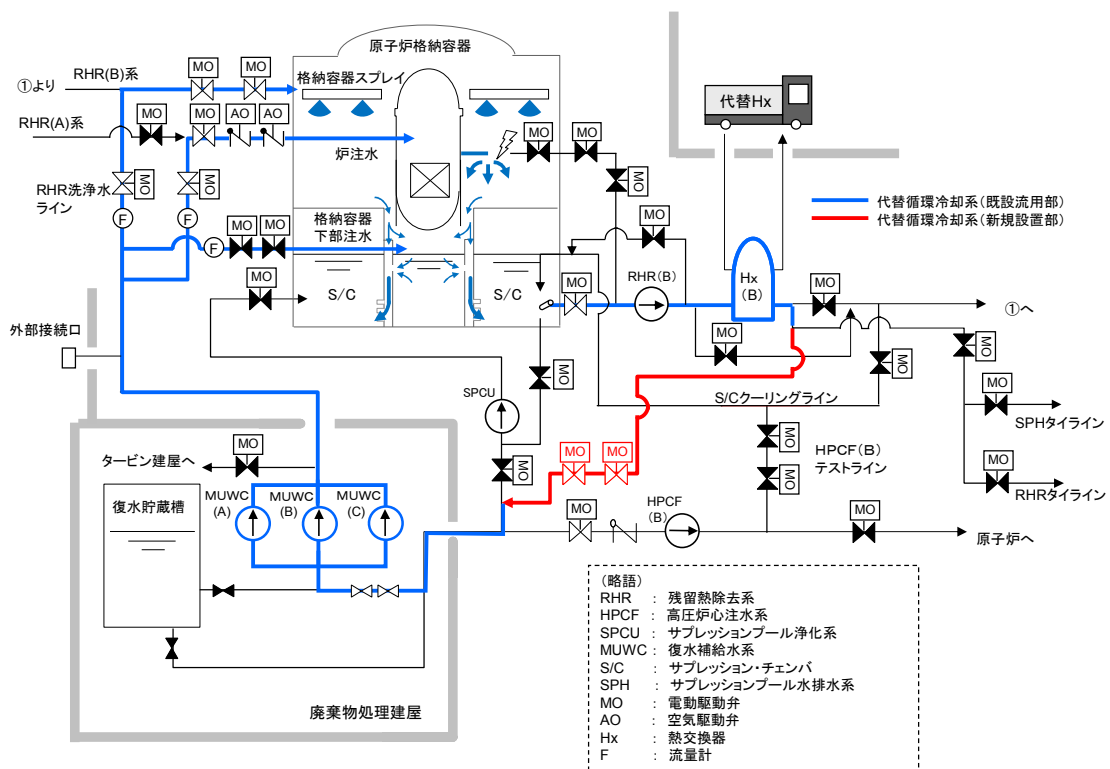 原子炉格納容器
①より
RHR(B)系
MO
MO
格納容器スプレイ
代替Hx
RHR(A)系
MO
MO
AO
AO
炉注水
MO
MO
MO
RHR洗浄水
ライン
MO
MO
F
F
代替循環冷却系(既設流用部)
代替循環冷却系(新規設置部)
格納容器
下部注水
F
MO
MO
MO
MO
S/C
S/C
MO
RHR(B)
Hx
(B)
MO
①へ
外部接続口
MO
MO
MO
MO
SPCU
S/Cクーリングライン
MO
SPHタイライン
MO
MO
MO
MO
HPCF(B)
テストライン
MO
MO
RHRタイライン
タービン建屋へ
MO
復水貯蔵槽
MUWC
(A)
MUWC
(B)
MUWC
(C)
MO
HPCF
(B)
MO
原子炉へ
廃棄物処理建屋
(略語)
RHR : 残留熱除去系
HPCF : 高圧炉心注水系
SPCU : サプレッションプール浄化系
MUWC : 復水補給水系
S/C : サプレッション・チェンバ
SPH : サプレッションプール水排水系
MO : 電動駆動弁
AO : 空気駆動弁
Hx : 熱交換器
F : 流量計